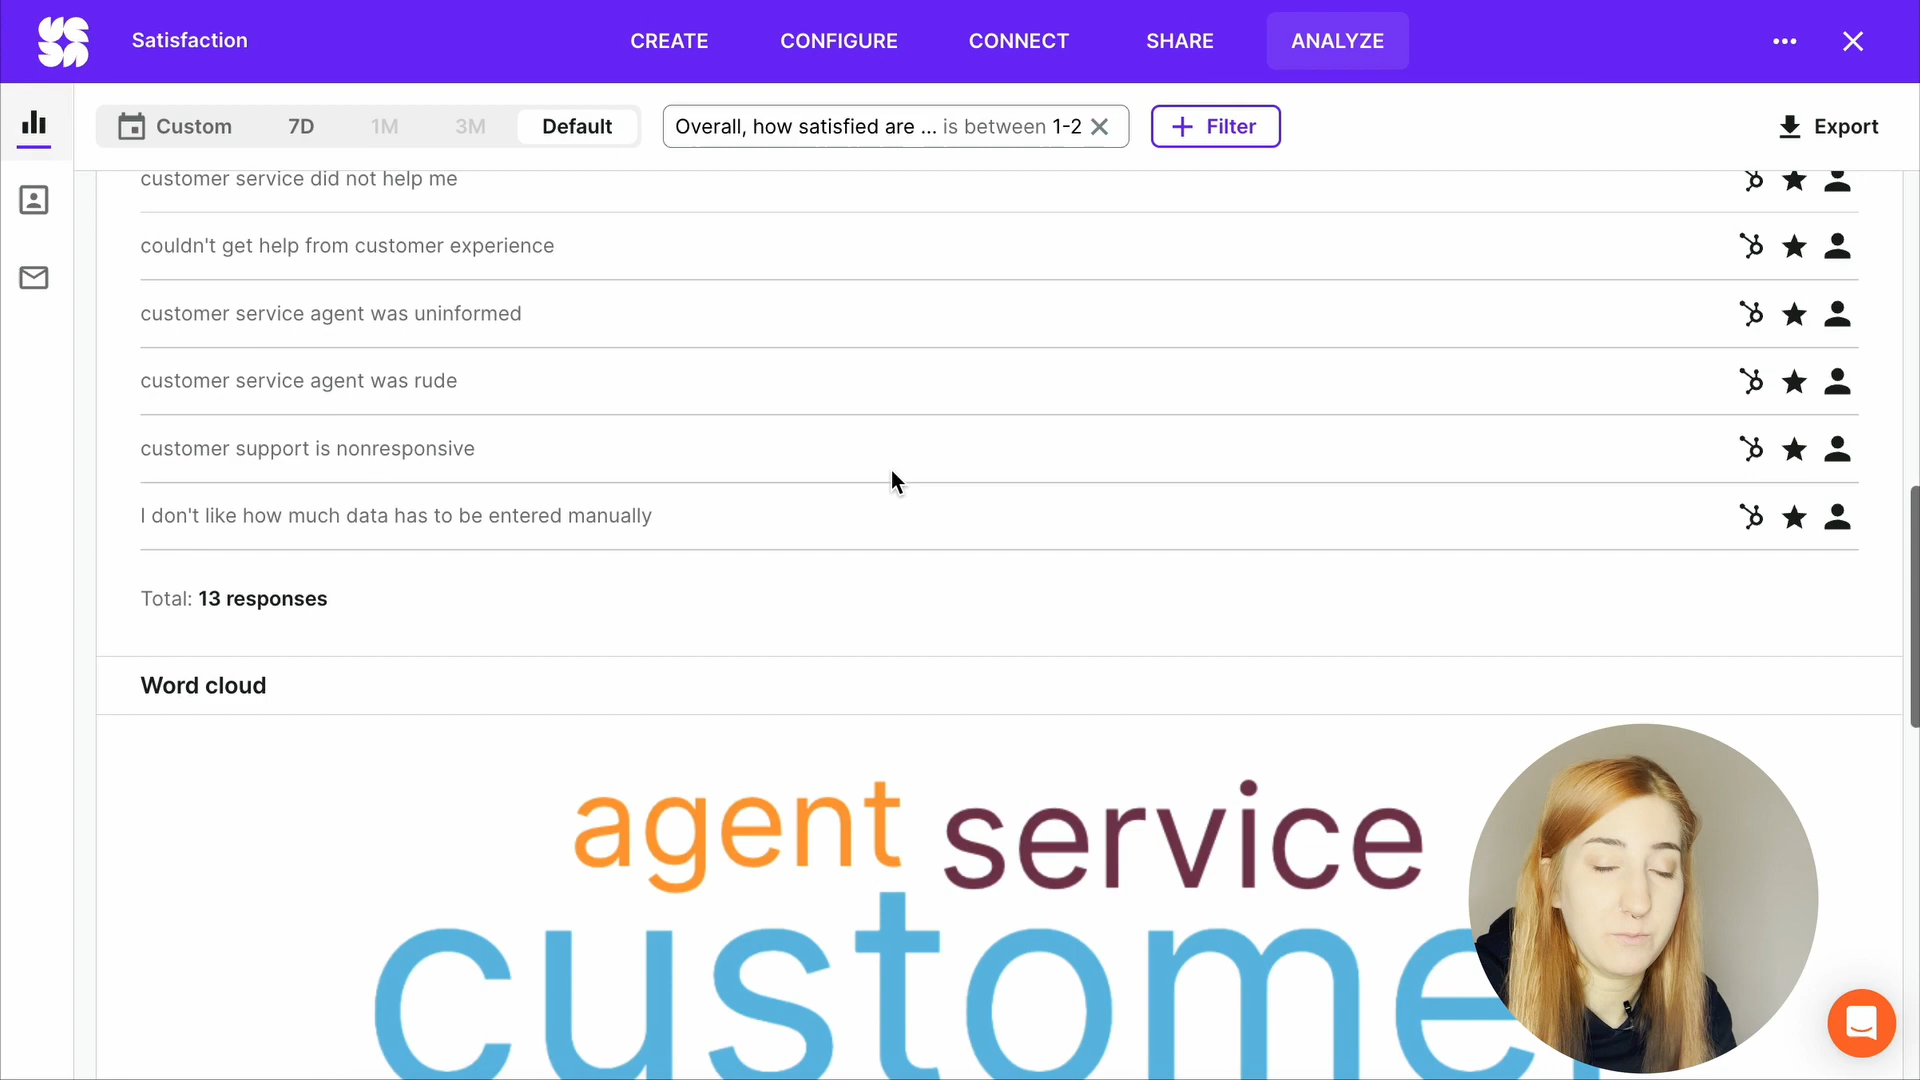 Satisfaction
CREATE
CONFIGURE
CONNECT
SHARE
ANALYZE
Custom
7D
1M
3M
Default
Overall, how satisfied are ... is between 1-2
Filter
Export
customer service did not help me
couldn't get help from customer experience
customer service agent was uninformed
customer service agent was rude
customer support is nonresponsive
I don't like how much data has to be entered manually
Total: 13 responses
Word cloud
agent
service